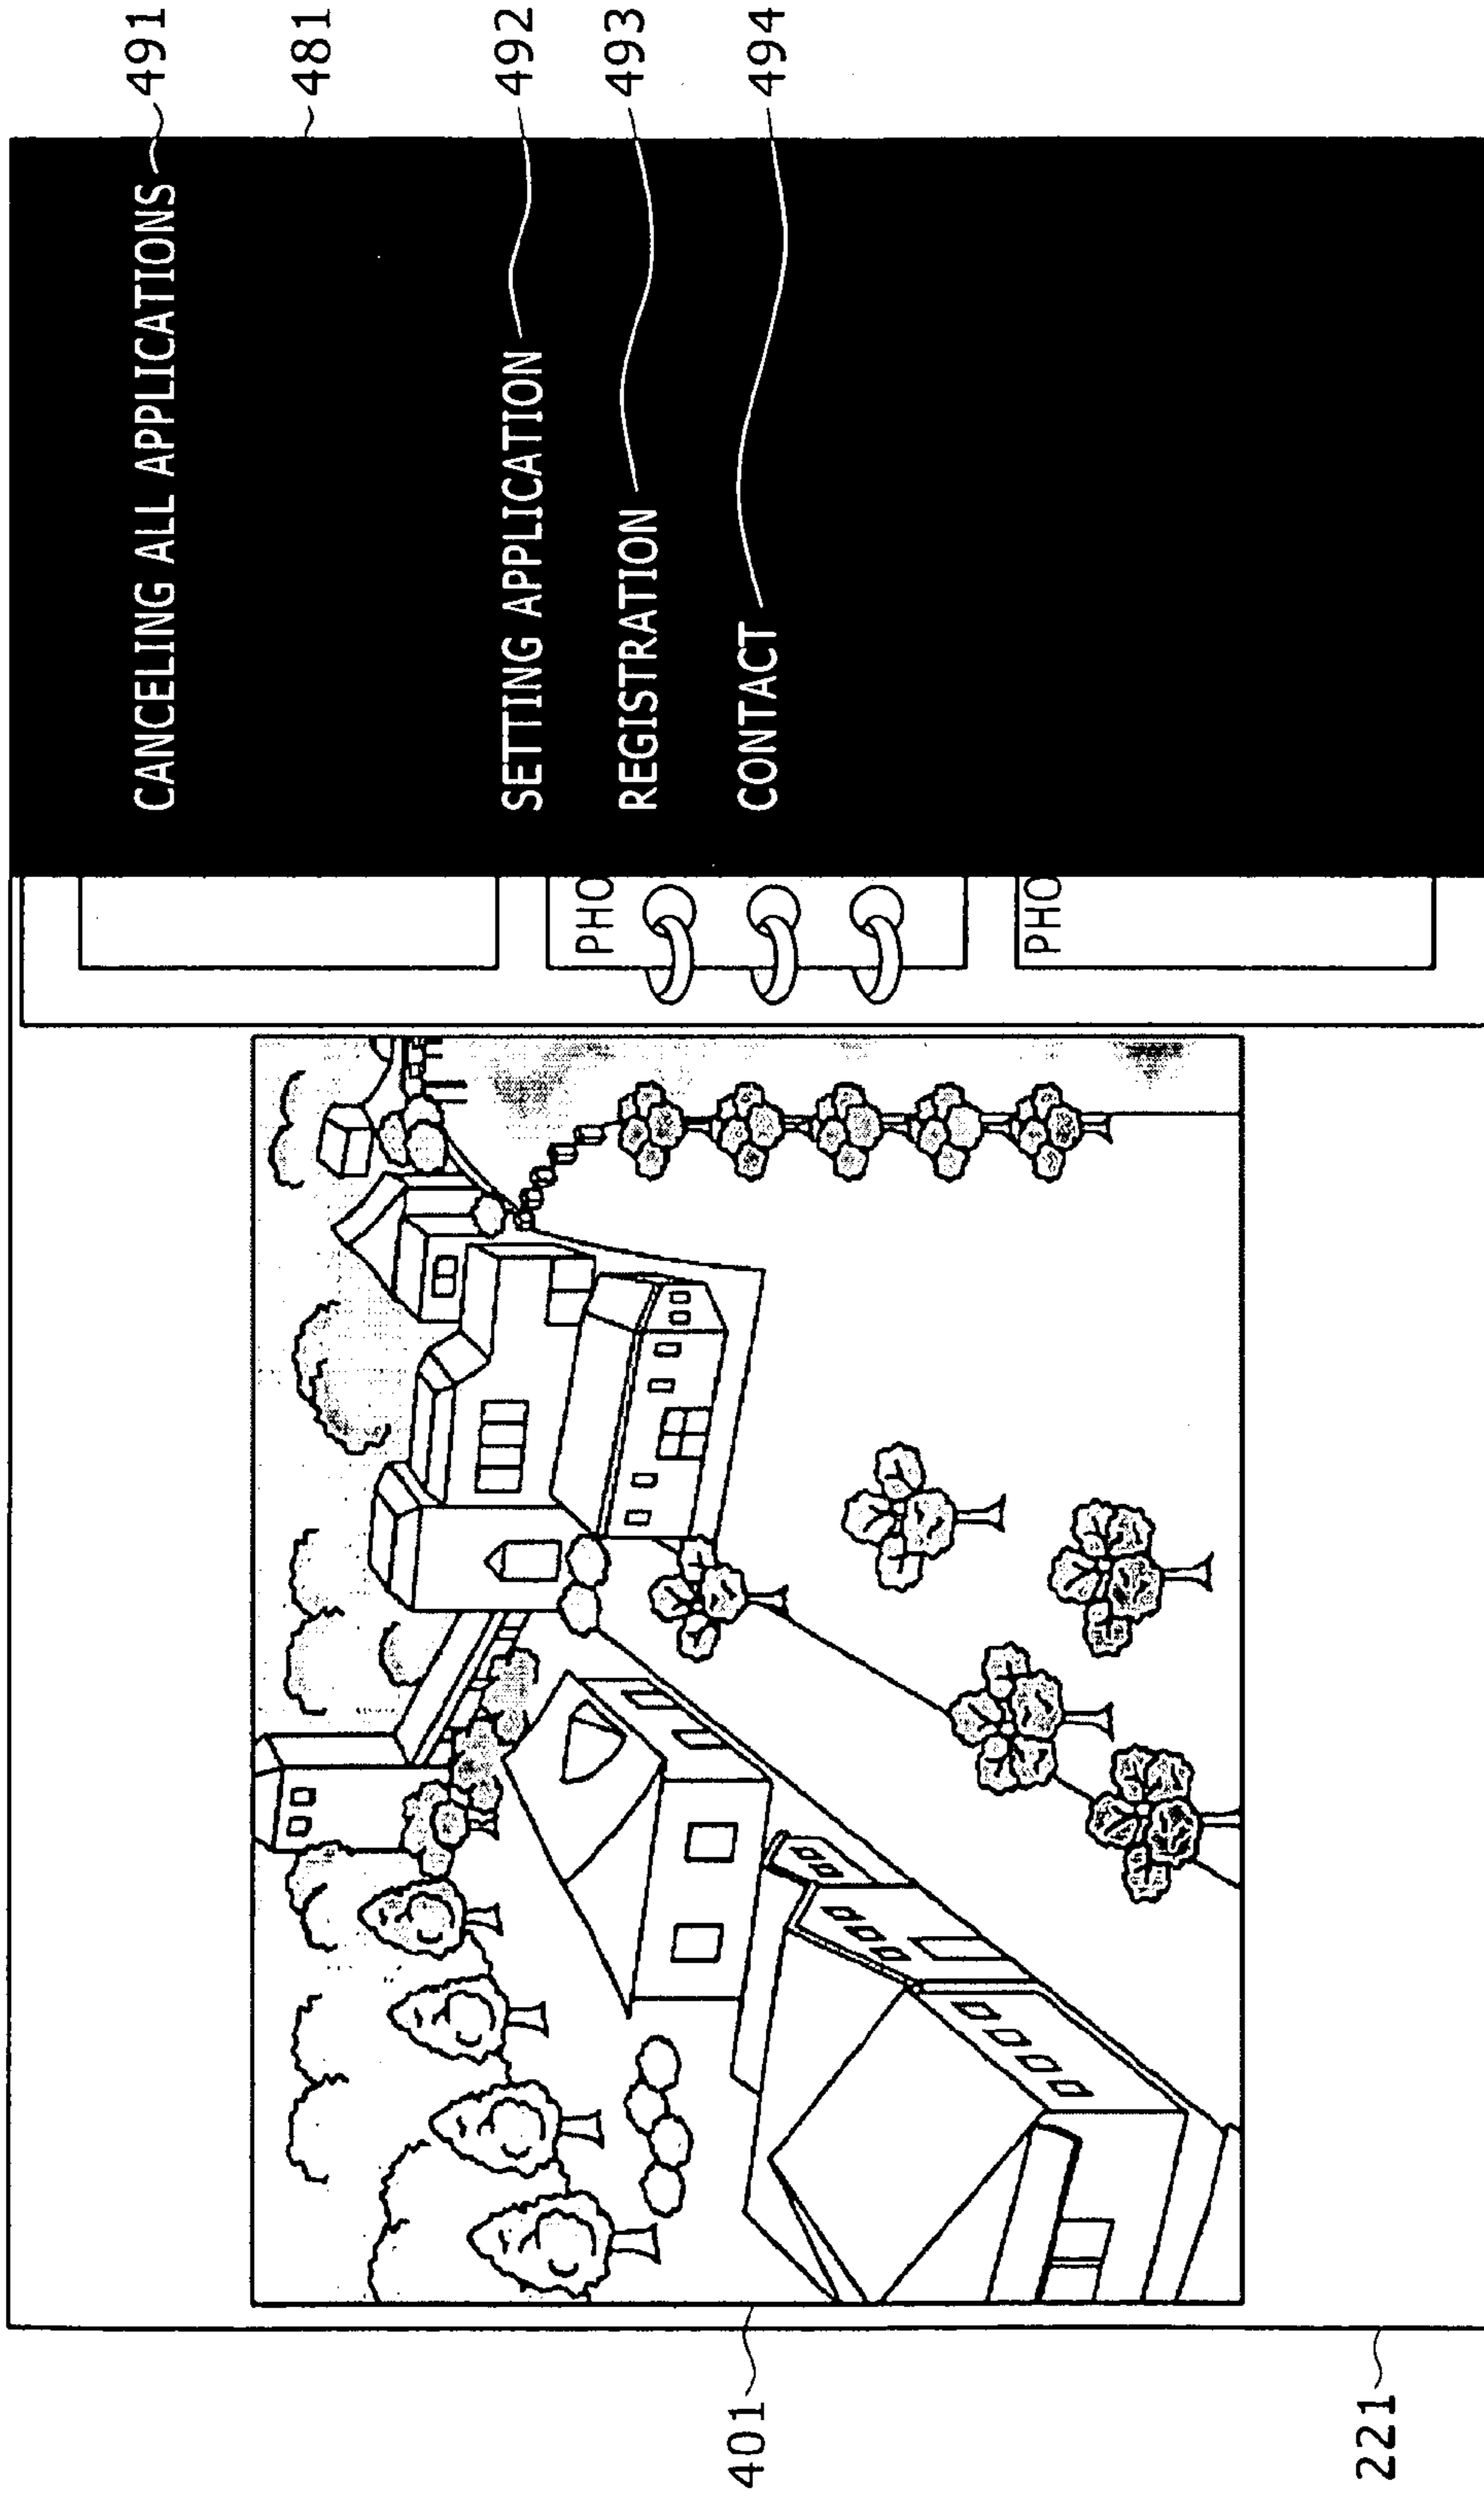 CANCELING ALL APPLICATIONS
491
481
SETTING APPLICATION
492
REGISTRATION
493
CONTACT
494
PHO
PHO
401
221